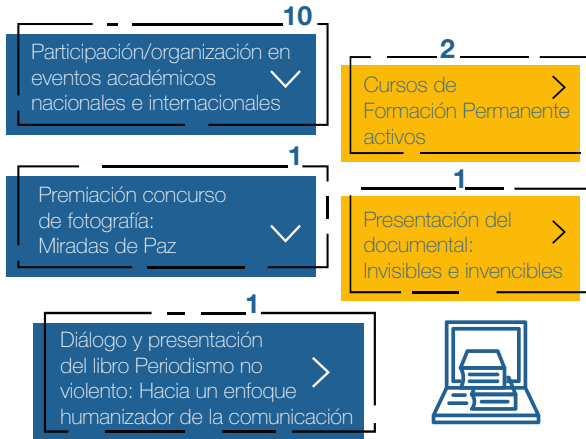 10
Participación/organización en
eventos académicos
nacionales e internacionales
2
Cursos de
Formación Permanente
activos
1
Premiación concurso
de fotografía:
Miradas de Paz
1
Presentación del
documental:
Invisibles e invencibles
1
Diálogo y presentación
del libro Periodismo no
violento: Hacia un enfoque
humanizador de la comunicación